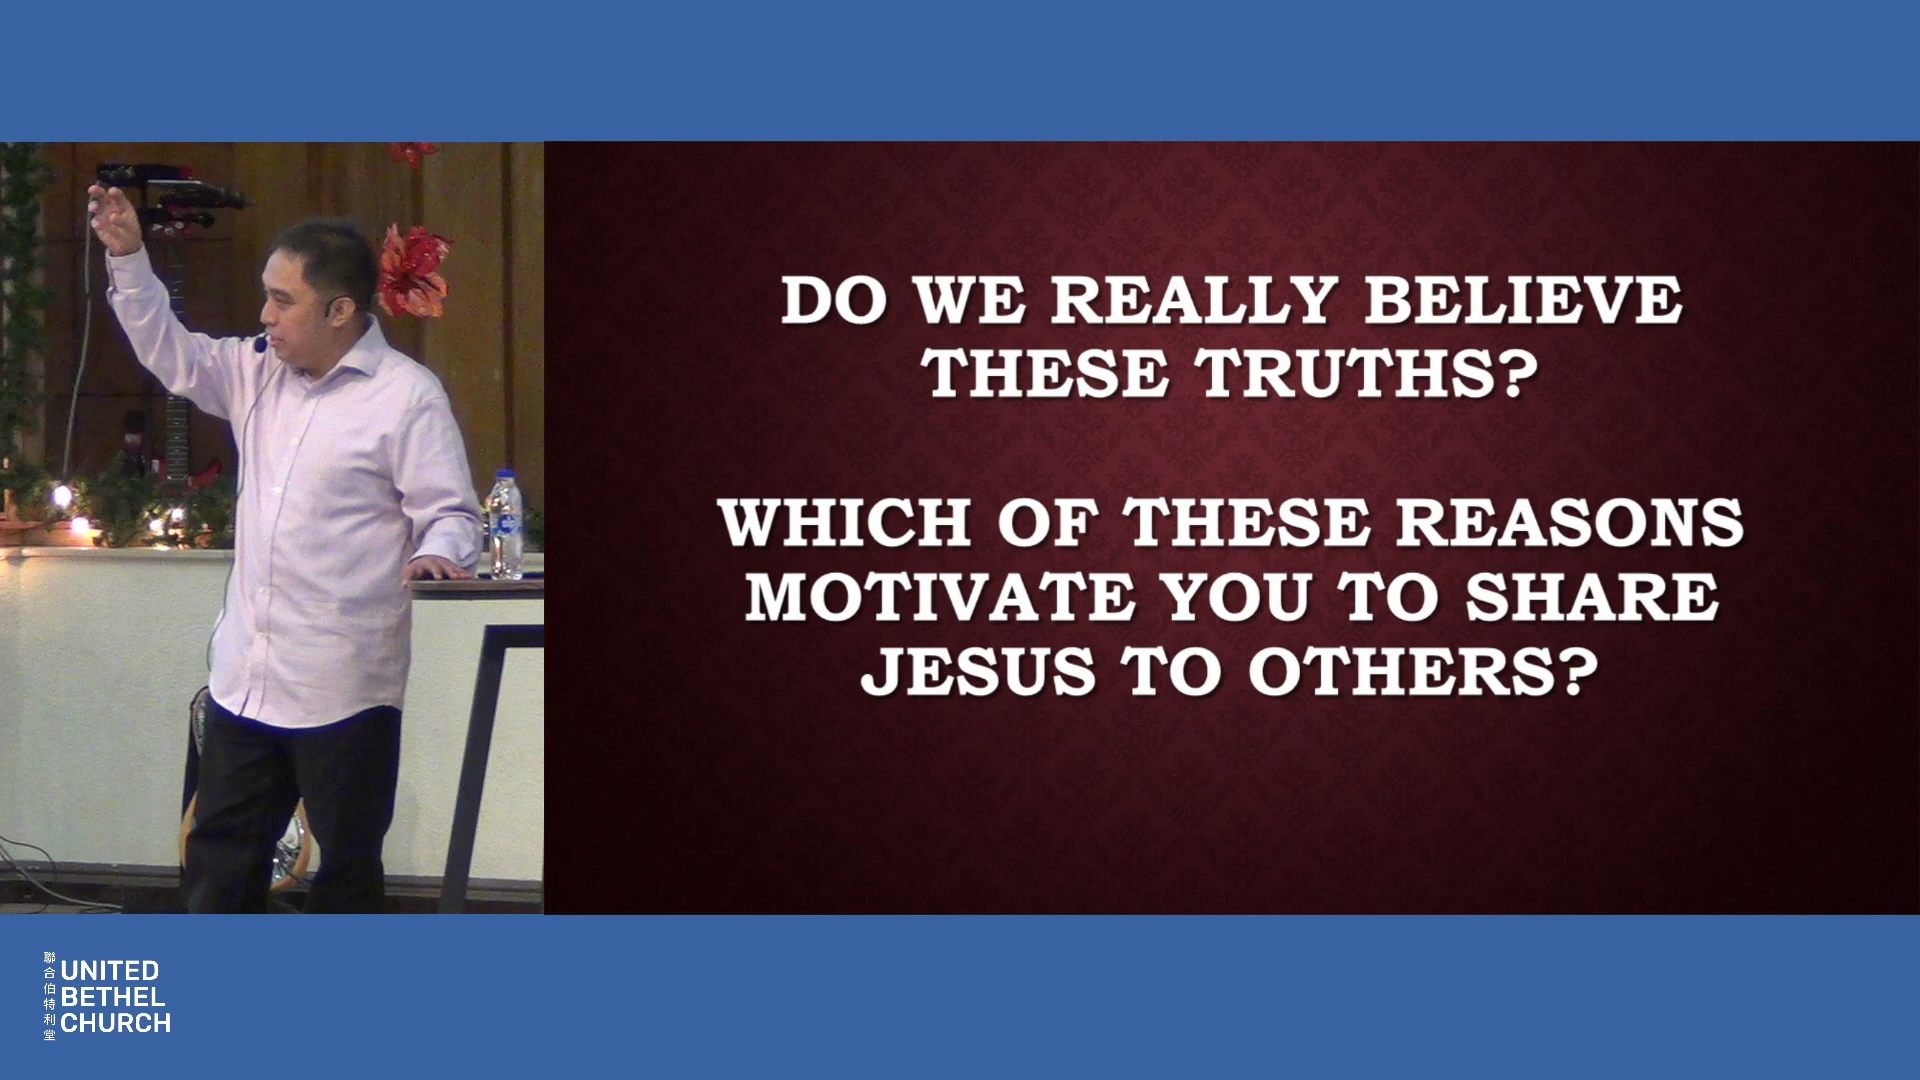 DO WE REALLY BELIEVE
THESE TRUTHS?
WHICH OF THESE REASONS
MOTIVATE YOU TO SHARE
JESUS TO OTHERS?
聯合伯特利堂
UNITED
BETHEL
CHURCH